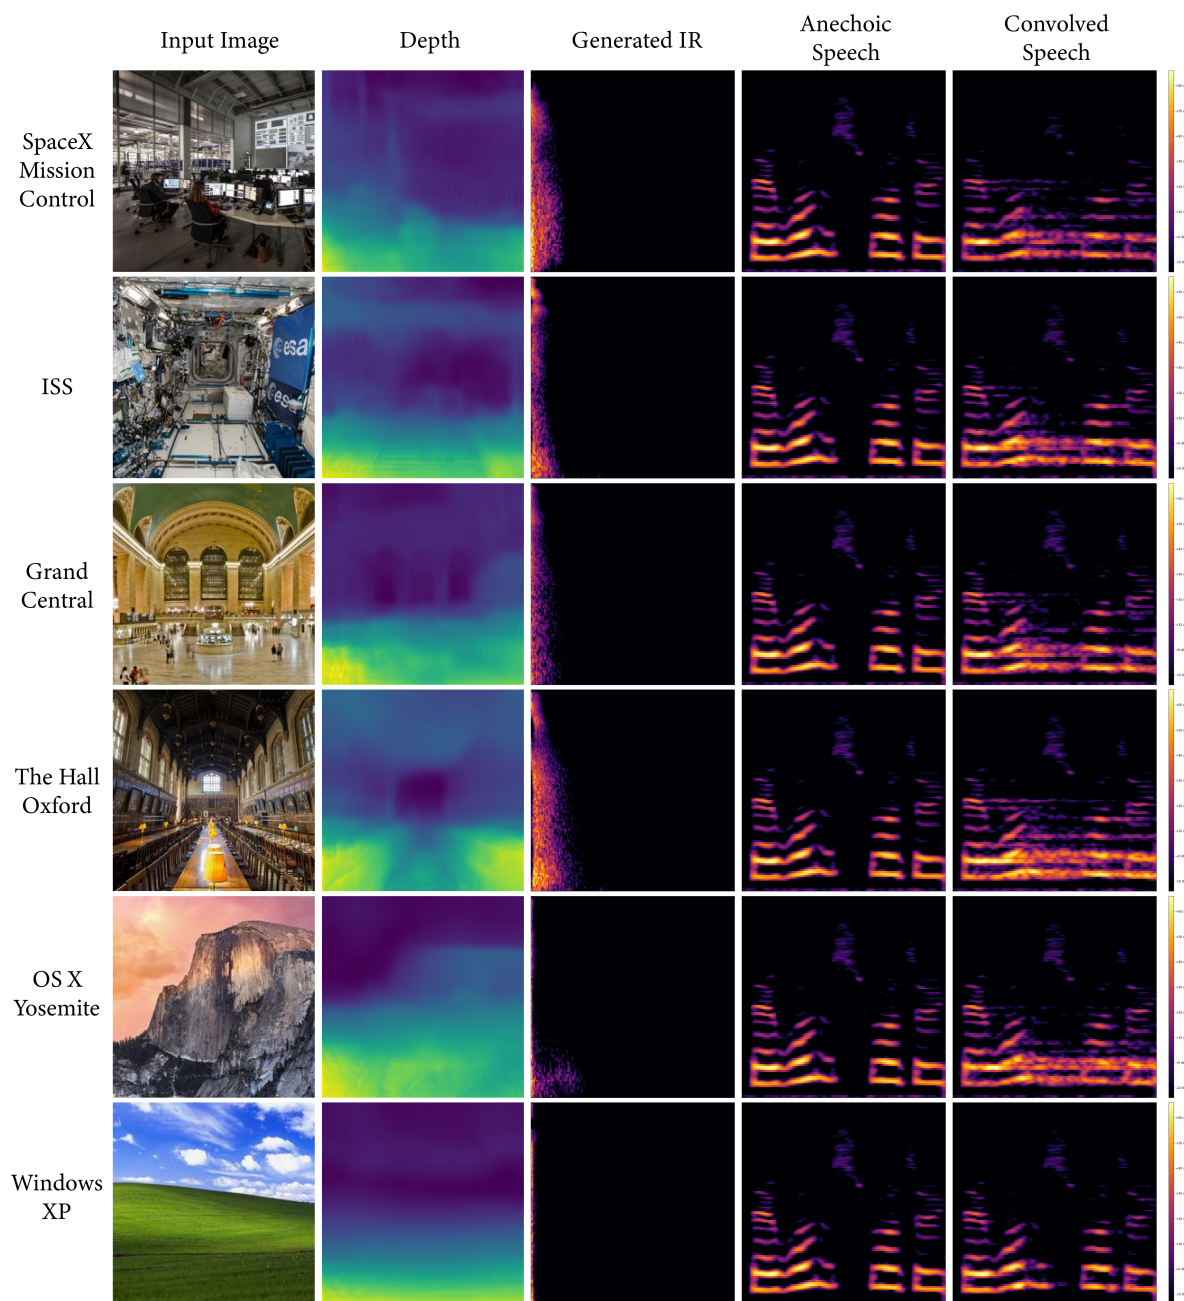 Input Image
Depth
Generated IR
Anechoic
Speech
Convolved
Speech
SpaceX
Mission
Control
ISS
esa
es
Grand
Central
The Hall
Oxford
OS X
Yosemite
Windows
XP